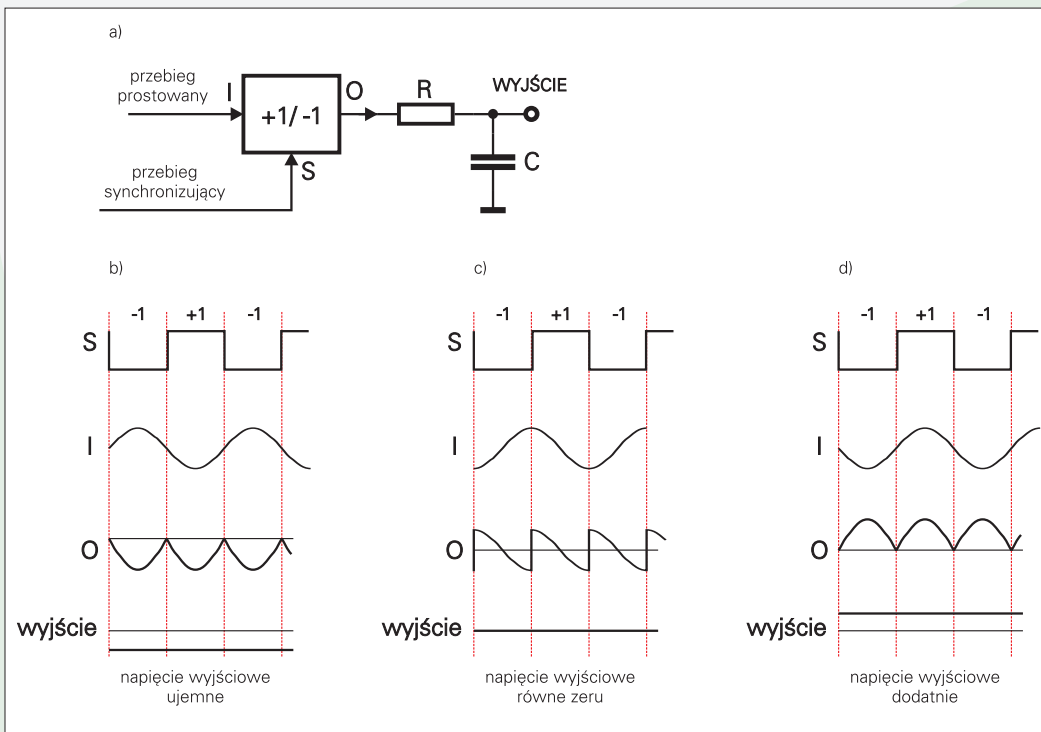 a)
przebieg
prostowany
I
+1/ -1
O
R
WYJŚCIE
C
S
przebieg
synchronizujący
b)
-1 +1 -1
S
I
O
wyjście
napięcie wyjściowe
ujemne
c)
-1 +1 -1
S
I
O
wyjście
napięcie wyjściowe
równe zeru
d)
-1 +1 -1
S
I
O
wyjście
napięcie wyjściowe
dodatnie